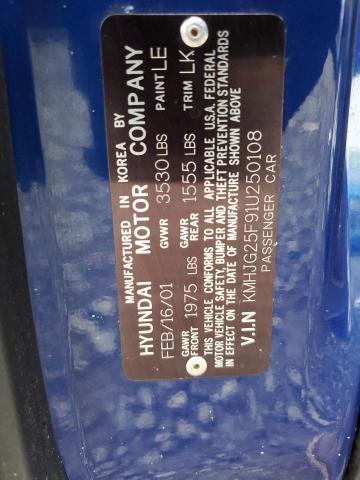 MANUFACTURED IN KOREA BY
HYUNDAI MOTOR COMPANY
FEB/16/01 GVWR 3530LBS PAINT LE
GAWR FRONT 1975 LBS GAWR REAR 1555 LBS TRIM LK
THIS VEHICLE CONFORMS TO ALL APPLICABLE U.S.A. FEDERAL
MOTOR VEHICLE SAFETY, BUMPER AND THEFT PREVENTION STANDARDS
IN EFFECT ON THE DATE OF MANUFACTURE SHOWN ABOVE
V.I.N KMHJG25F91U250108
PASSENGER CAR